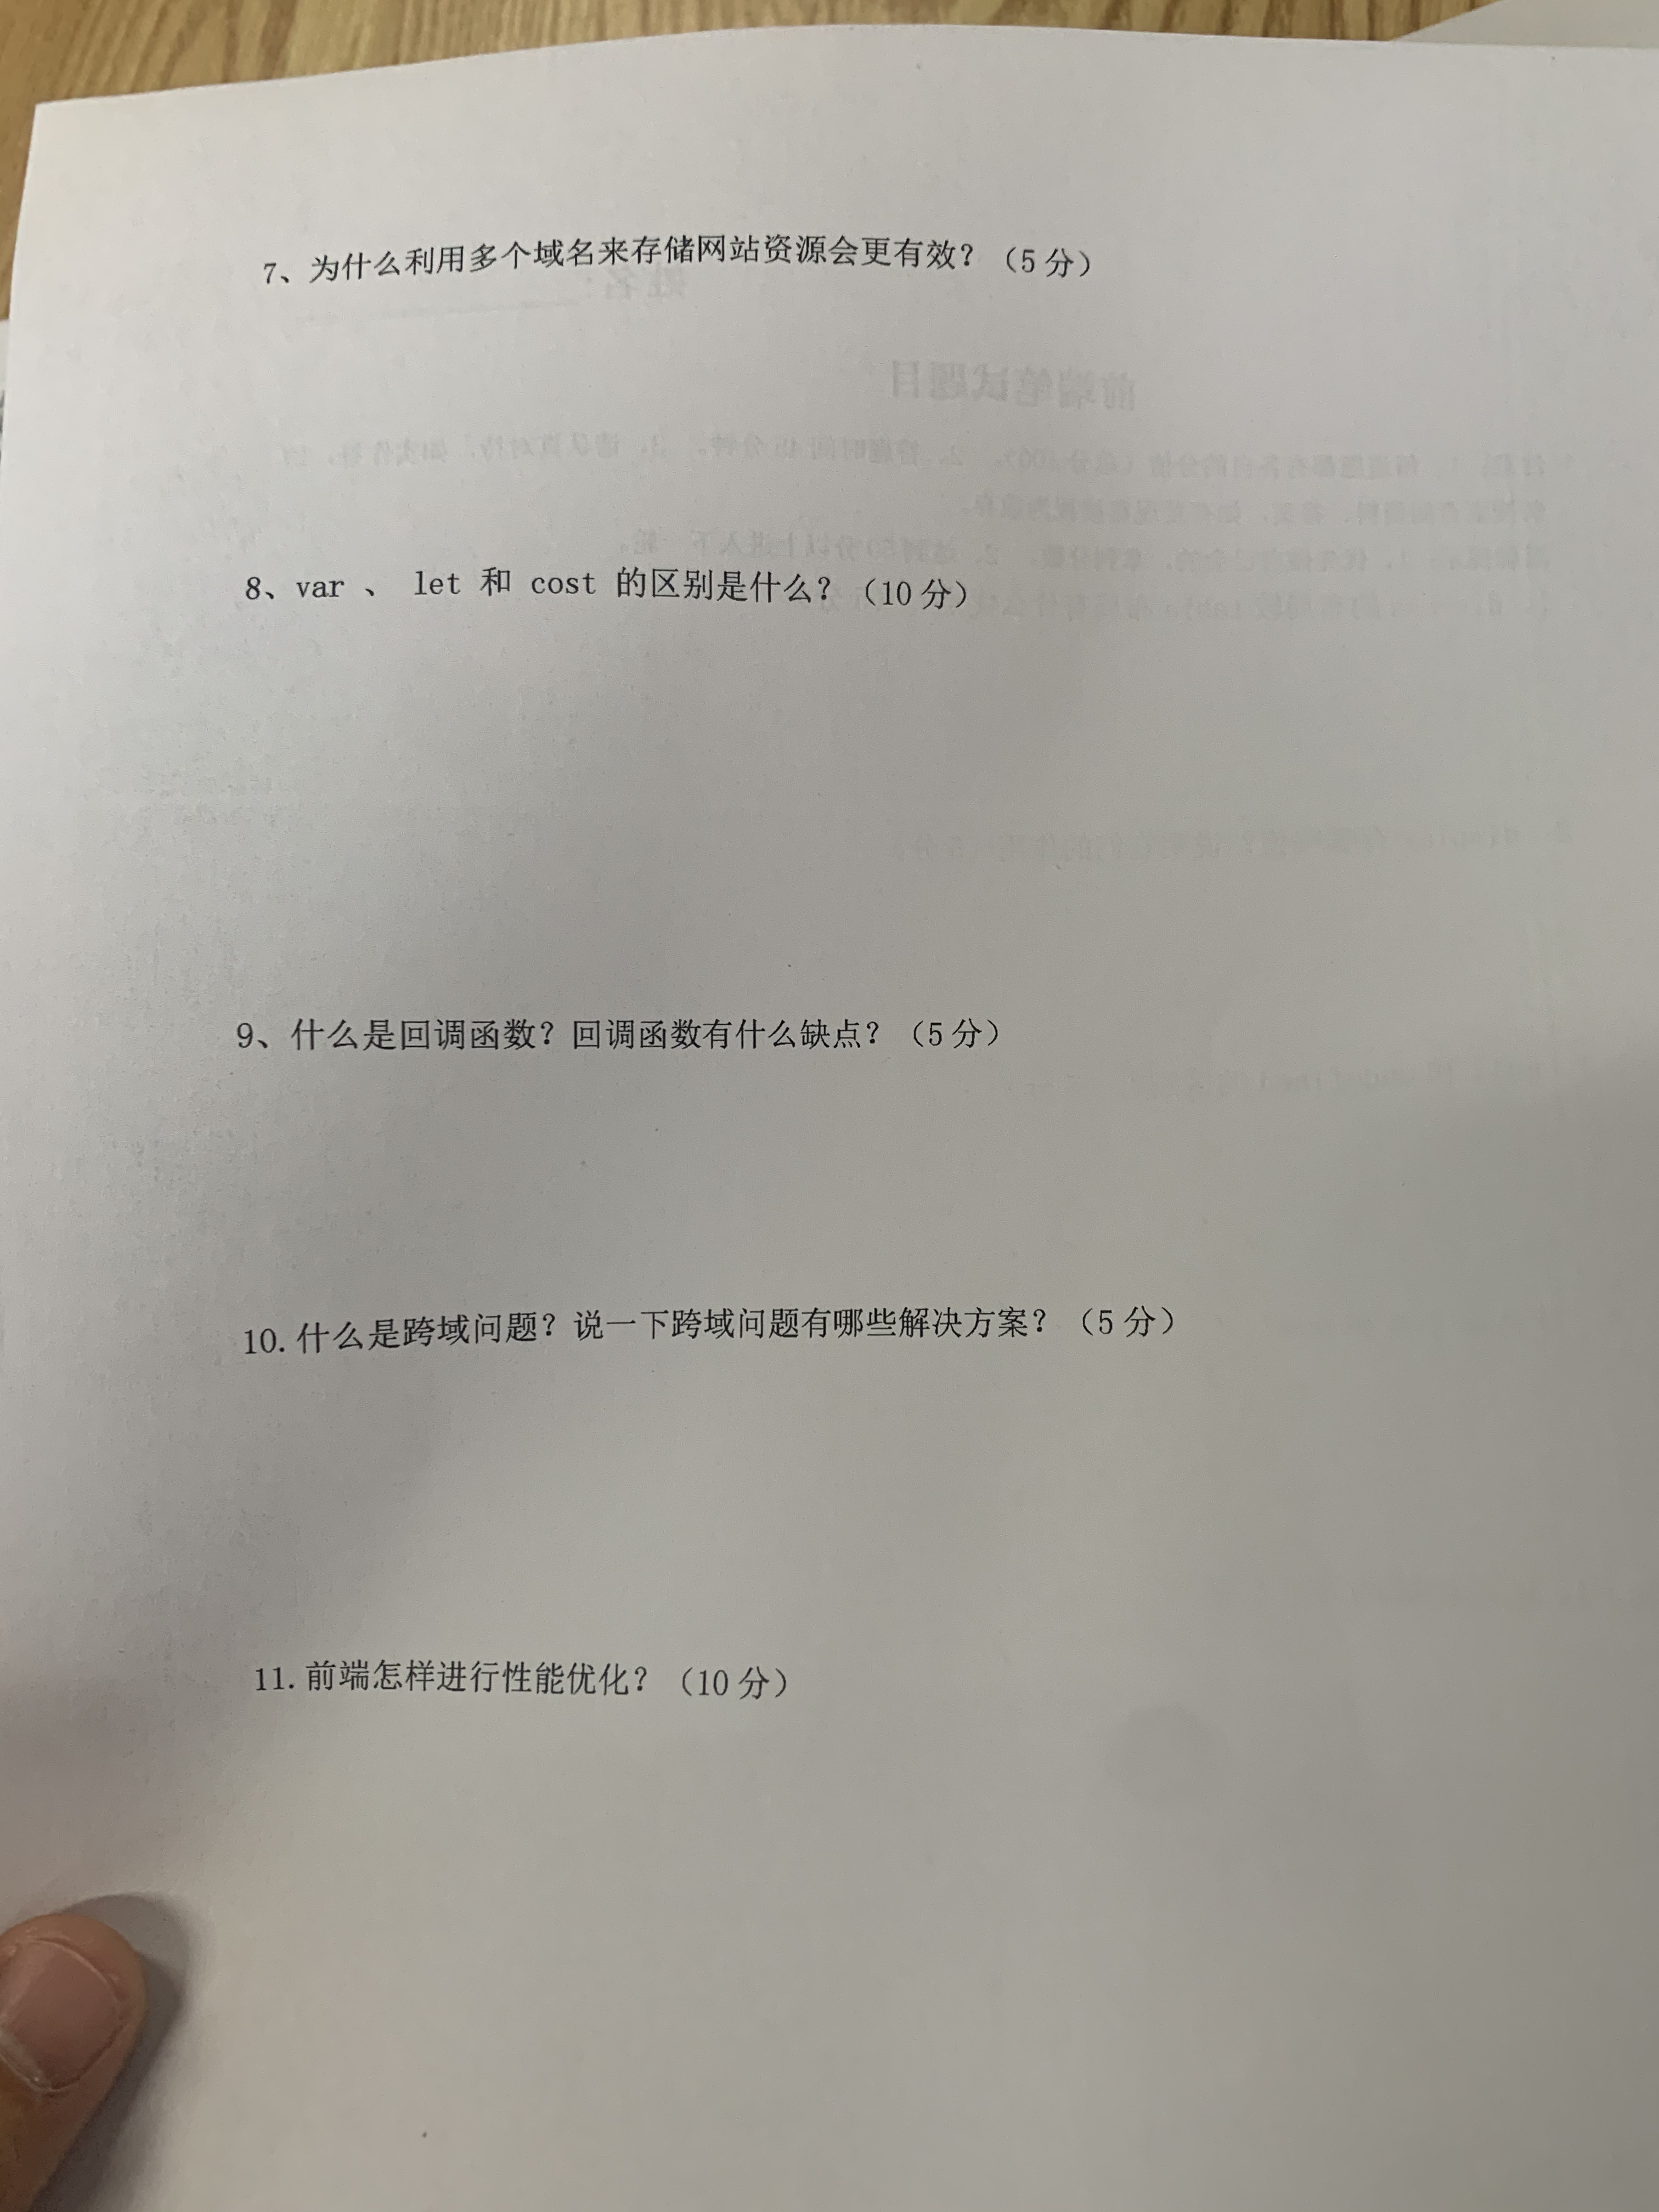 7、为什么利用多个域名来存储网站资源会更有效？（5 分）
8、var 、 let 和 cost 的区别是什么？（10 分）
9、什么是回调函数？回调函数有什么缺点？（5 分）
10.什么是跨域问题？说一下跨域问题有哪些解决方案？（5 分）
11.前端怎样进行性能优化？（10 分）